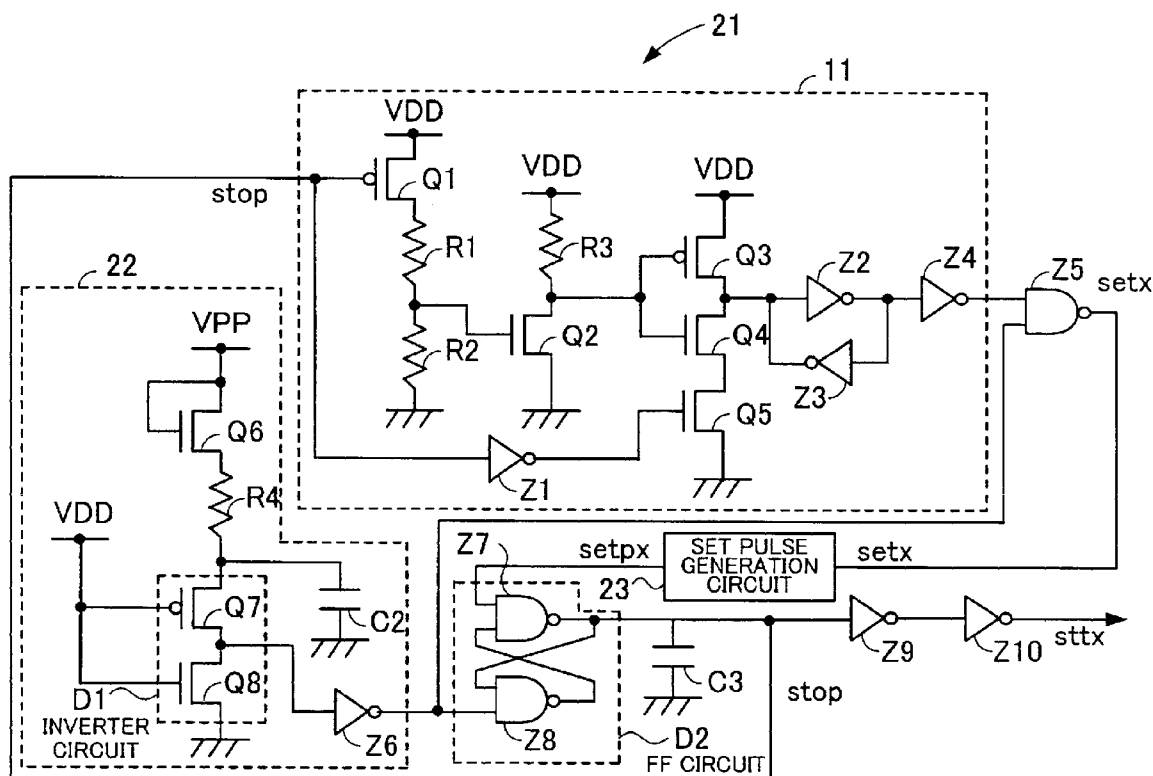 21
11
VDD
stop
Q1
VDD
VDD
R1
R3
Q3
Z2
Z4
Z5
setx
22
VPP
R2
Q2
Q4
Z3
Q6
Q5
Z1
R4
VDD
Z7
setpx
SET PULSE
GENERATION
CIRCUIT
setx
23
Q7
C2
Q8
Z9
Z10
sttx
C3
stop
D1
INVERTER
CIRCUIT
Z6
Z8
D2
FF CIRCUIT